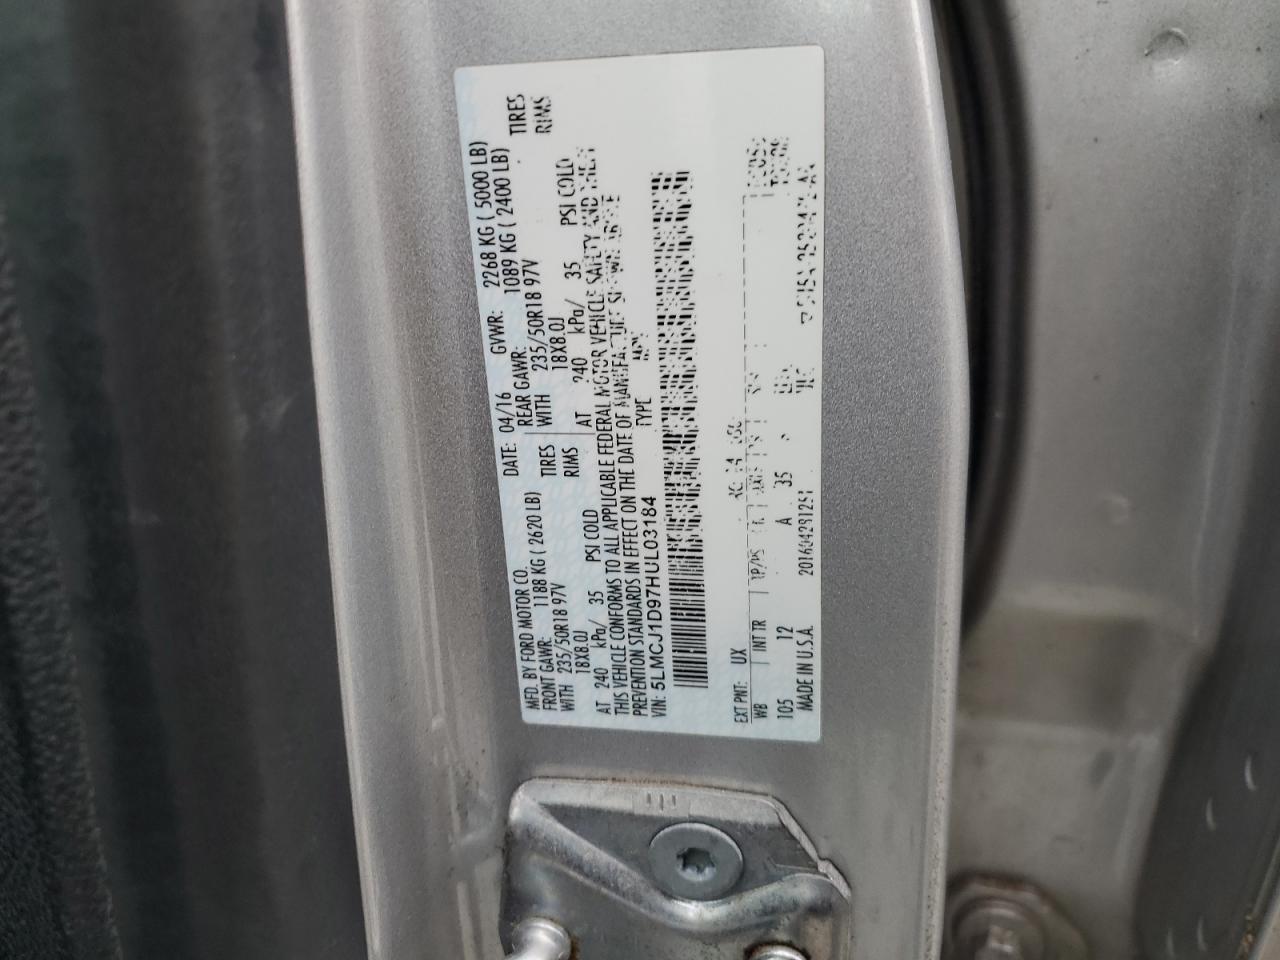 MFD. BY FORD MOTOR CO.
DATE: 04/16 GVWR: 2268 KG ( 5000 LB)
FRONT GAWR: 1188 KG ( 2620 LB)
REAR GAWR: 1089 KG ( 2400 LB)
WITH 235/50R18 97V TIRES
WITH 235/50R18 97V TIRES
18X8.0J RIMS
18X8.0J RIMS
AT 240 kPa/ 35 PSI COLD
AT 240 kPa/ 35 PSI COLD
THIS VEHICLE CONFORMS TO ALL APPLICABLE FEDERAL MOTOR VEHICLE SAFETY AND
PREVENTION STANDARDS IN EFFECT ON THE DATE OF MANUFACTURE SHOWN ABOVE
VIN: 5LMCJ1D97HUL03184
TYPE
EXT PNT: UX
WB INT TR TP/PS
105 12 A 35
MADE IN U.S.A. 20160429